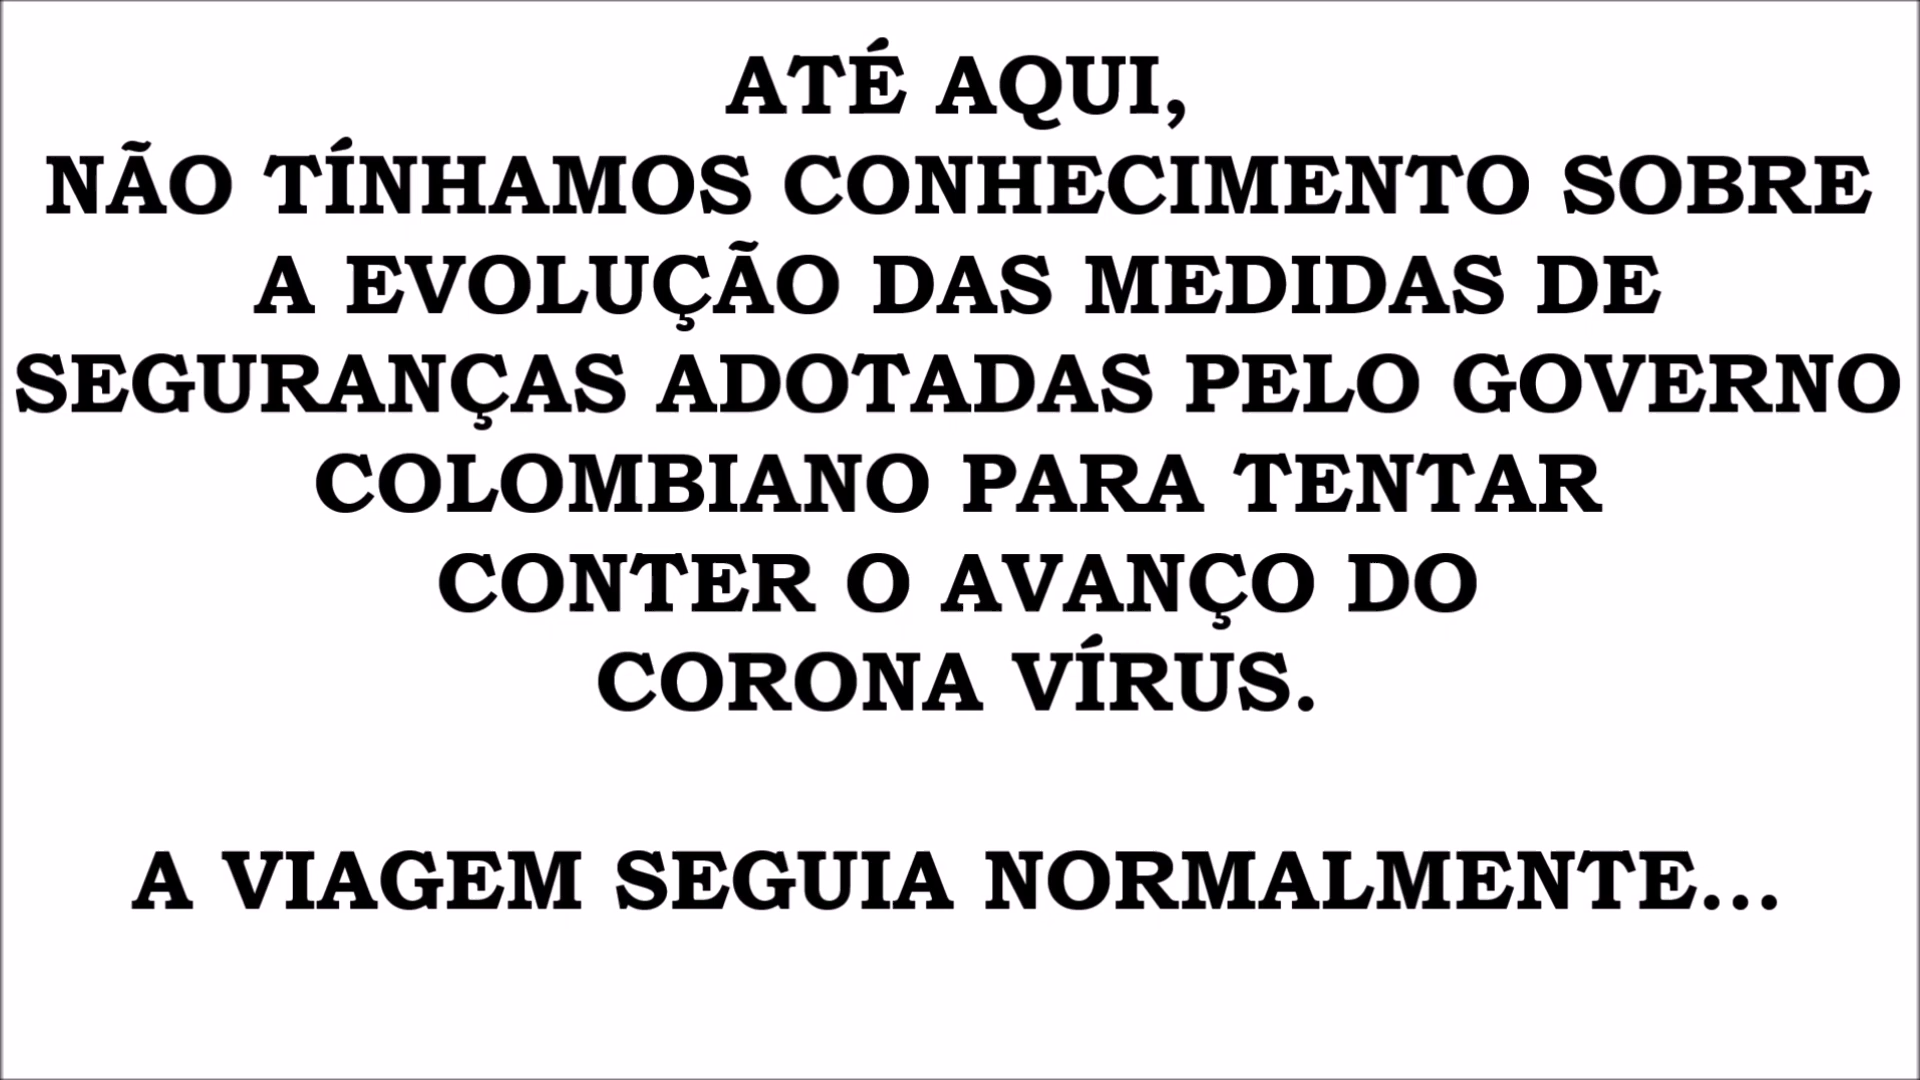 ATÉ AQUI,
NÃO TÍNHAMOS CONHECIMENTO SOBRE
A EVOLUÇÃO DAS MEDIDAS DE
SEGURANÇAS ADOTADAS PELO GOVERNO
COLOMBIANO PARA TENTAR
CONTER O AVANÇO DO
CORONA VÍRUS.
A VIAGEM SEGUIA NORMALMENTE...